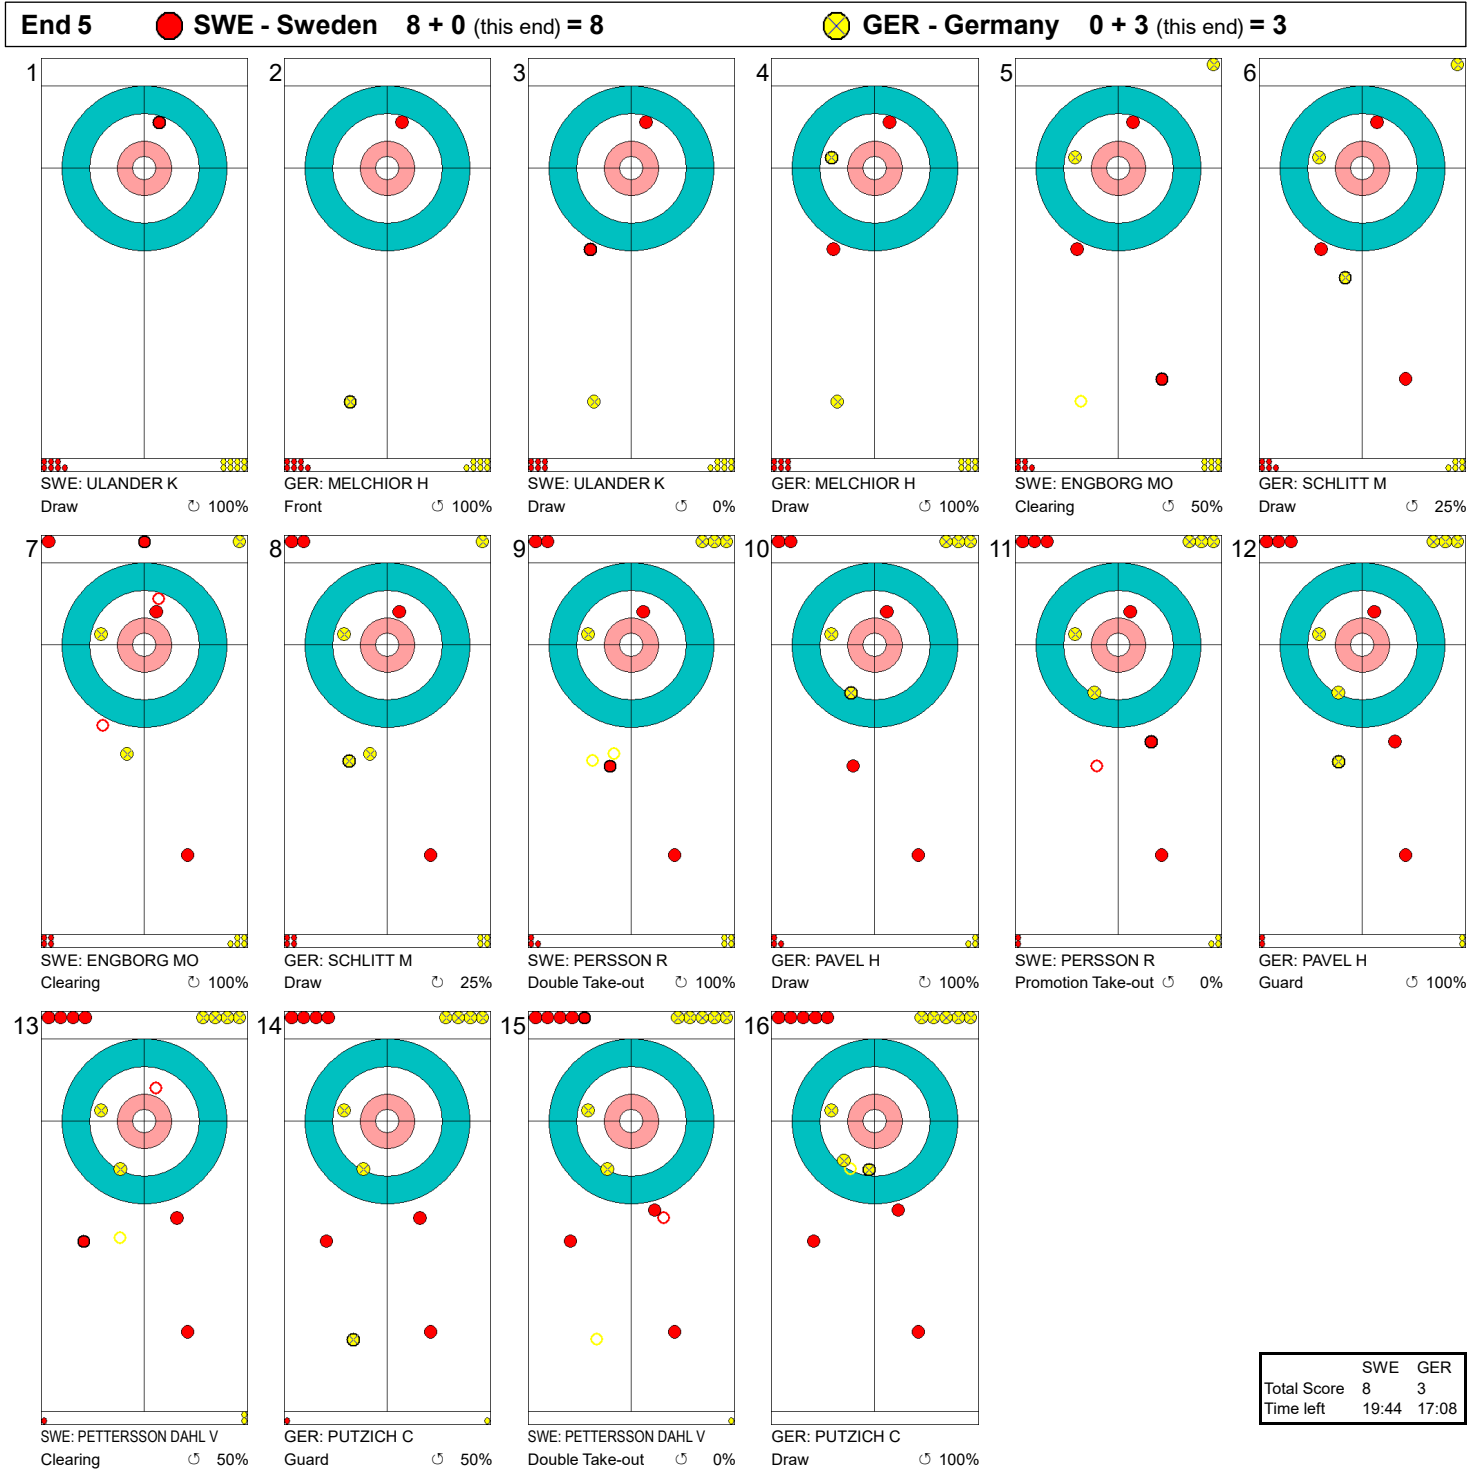 End 5 SWE - Sweden 8 + 0 (this end) = 8 GER - Germany 0 + 3 (this end) = 3
1 2 3 4 5 6
SWE: ULANDER K GER: MELCHIOR H SWE: ULANDER K GER: MELCHIOR H SWE: ENGBORG MO GER: SCHLITT M
Draw ↻ 100% Front ↺ 100% Draw ↺ 0% Draw ↺ 100% Clearing ↺ 50% Draw ↺ 25%
7 8 9 10 11 12
SWE: ENGBORG MO GER: SCHLITT M SWE: PERSSON R GER: PAVEL H SWE: PERSSON R GER: PAVEL H
Clearing ↻ 100% Draw ↻ 25% Double Take-out ↻ 100% Draw ↺ 100% Promotion Take-out ↺ 0% Guard ↻ 100%
13 14 15 16
SWE: PETTERSSON DAHL V GER: PUTZICH C SWE: PETTERSSON DAHL V GER: PUTZICH C
Clearing ↺ 50% Guard ↺ 50% Double Take-out ↺ 0% Draw ↺ 100%
SWE GER
Total Score 8 3
Time left 19:44 17:08